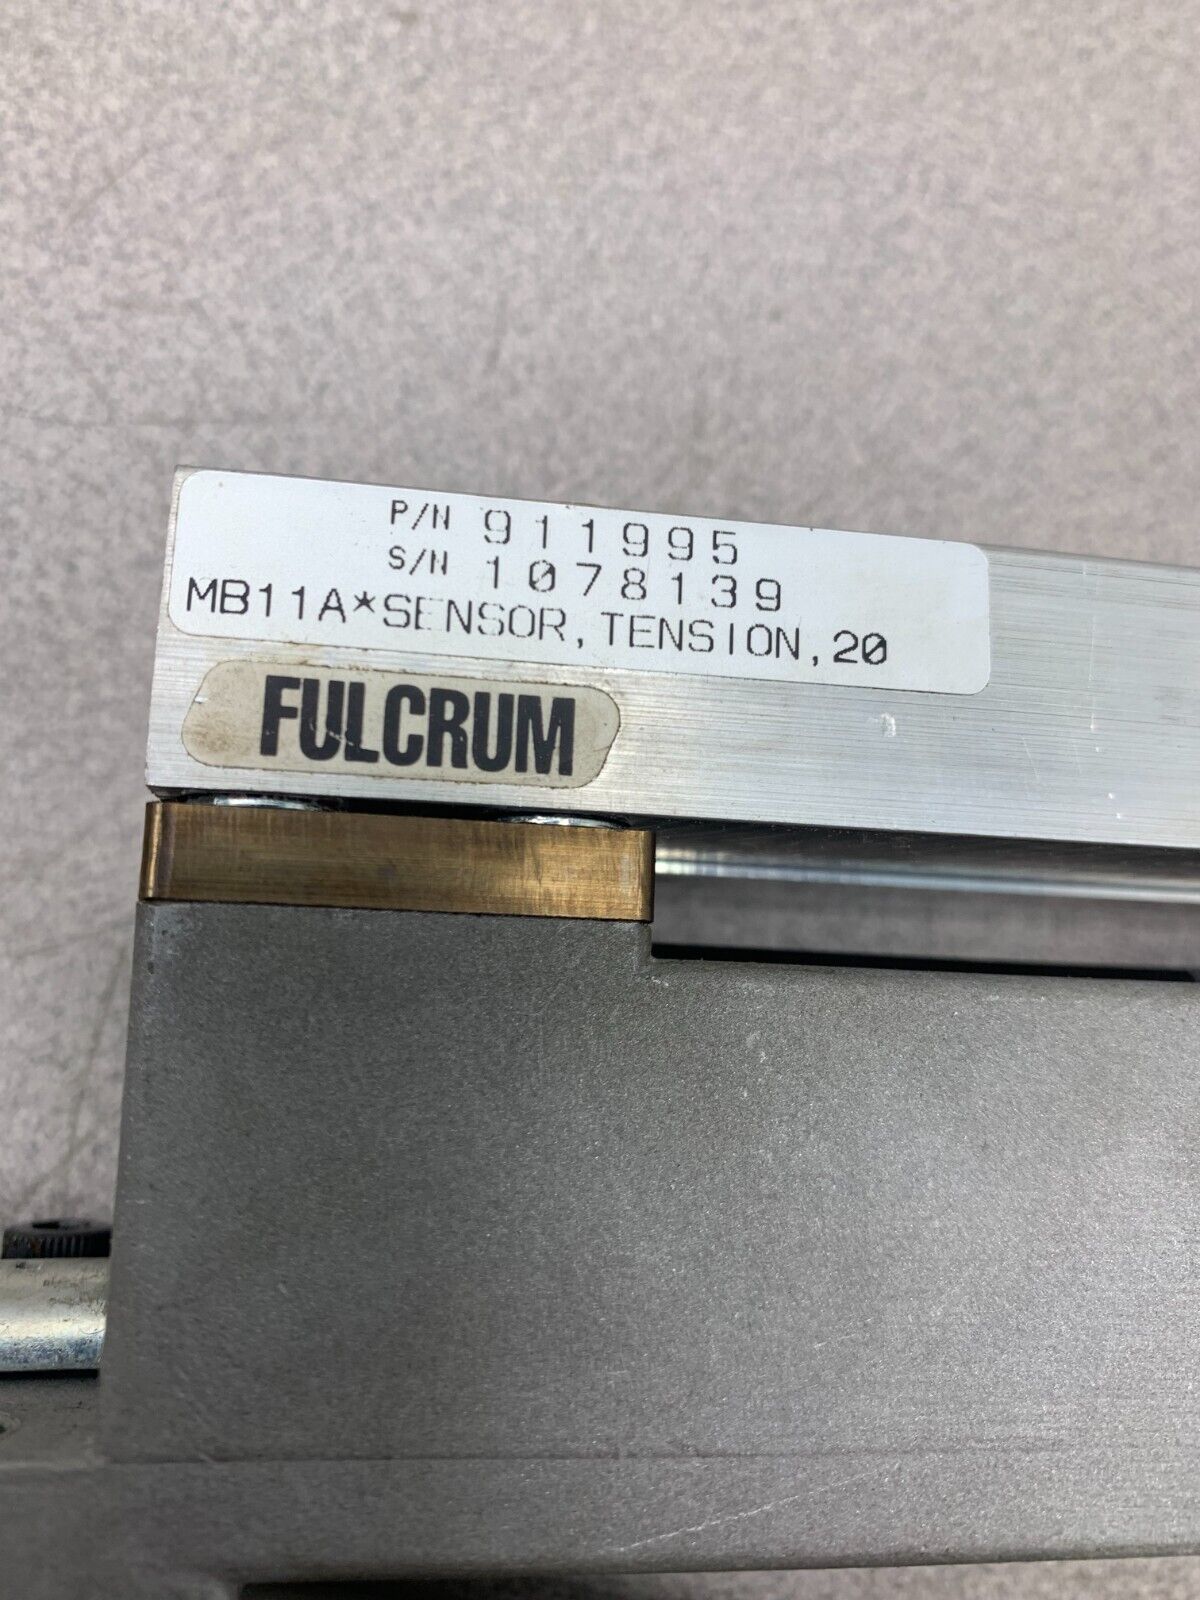 P/N 911995
S/N 1078139
MB11A*SENSOR,TENSION,20
FULCRUM